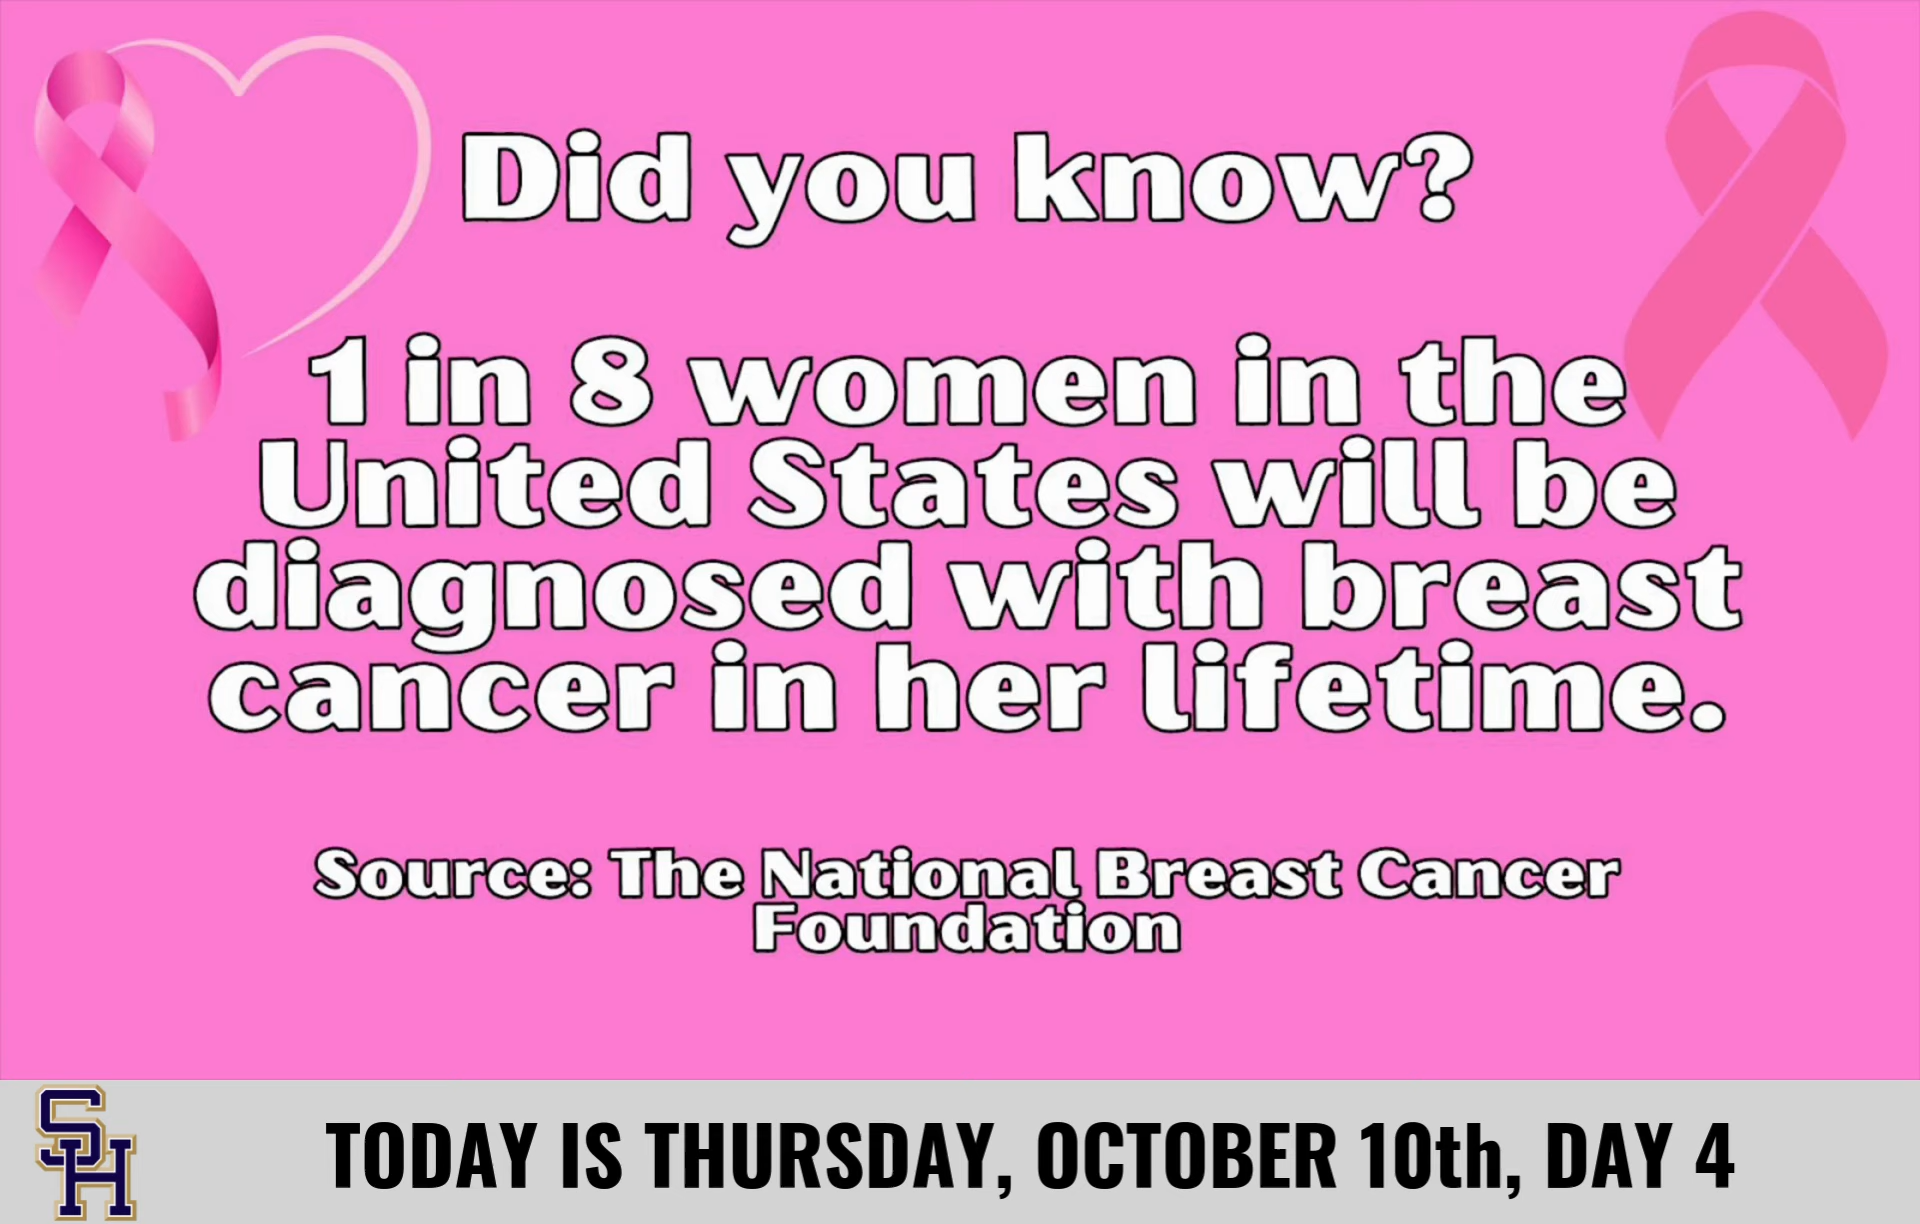 Did you know?
1 in 8 women in the
United States will be
diagnosed with breast
cancer in her lifetime.
Source: The National Breast Cancer
Foundation
SH
TODAY IS THURSDAY, OCTOBER 10th, DAY 4